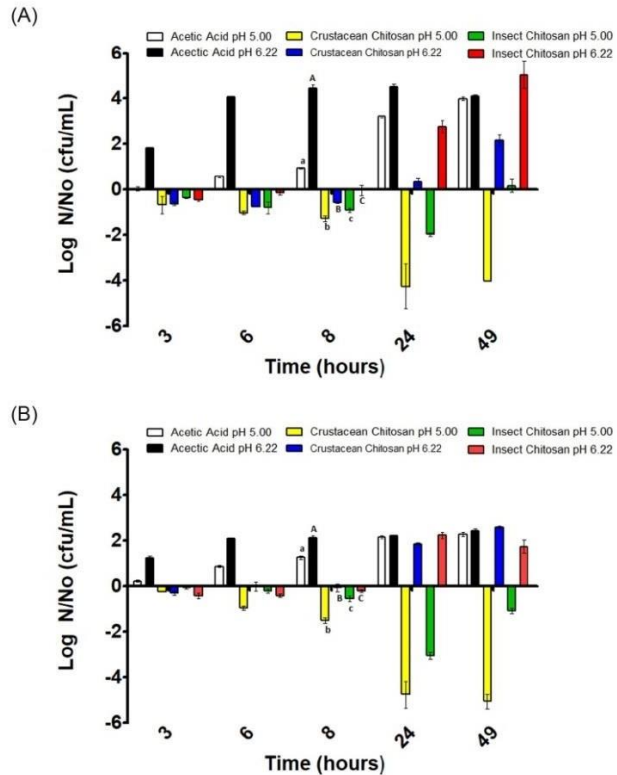 (A)
Acetic Acid pH 5.00 Crustacean Chitosan pH 5.00 Insect Chitosan pH 5.00
Acectic Acid pH 6.22 Crustacean Chitosan pH 6.22 Insect Chitosan pH 6.22
6
4
2
0
-2
-4
-6
Log N/No (cfu/mL)
a A b B c C
3 6 8 24 49
Time (hours)
(B)
Acetic Acid pH 5.00 Crustacean Chitosan pH 5.00 Insect Chitosan pH 5.00
Acectic Acid pH 6.22 Crustacean Chitosan pH 6.22 Insect Chitosan pH 6.22
6
4
2
0
-2
-4
-6
Log N/No (cfu/mL)
a A b B c C
3 6 8 24 49
Time (hours)